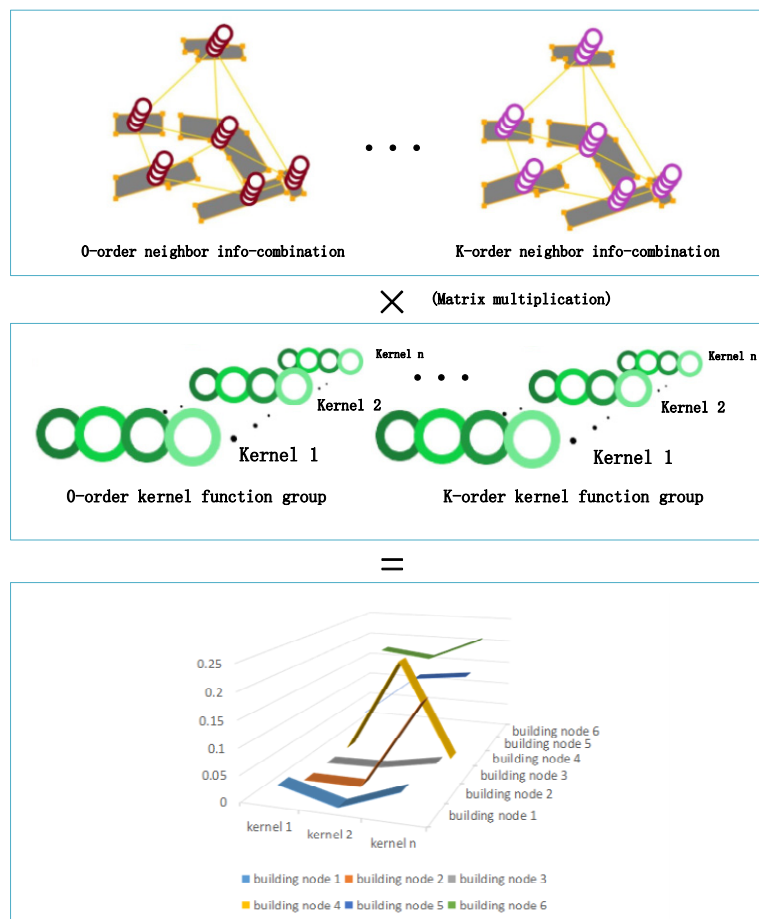 0-order neighbor info-combination
K-order neighbor info-combination
(Matrix multiplication)
Kernel n
Kernel 2
Kernel 1
Kernel n
Kernel 2
Kernel 1
0-order kernel function group
K-order kernel function group
=
0.25
0.2
0.15
0.1
0.05
0
kernel 1
kernel 2
kernel n
building node 6
building node 5
building node 4
building node 3
building node 2
building node 1
building node 1 building node 2 building node 3
building node 4 building node 5 building node 6